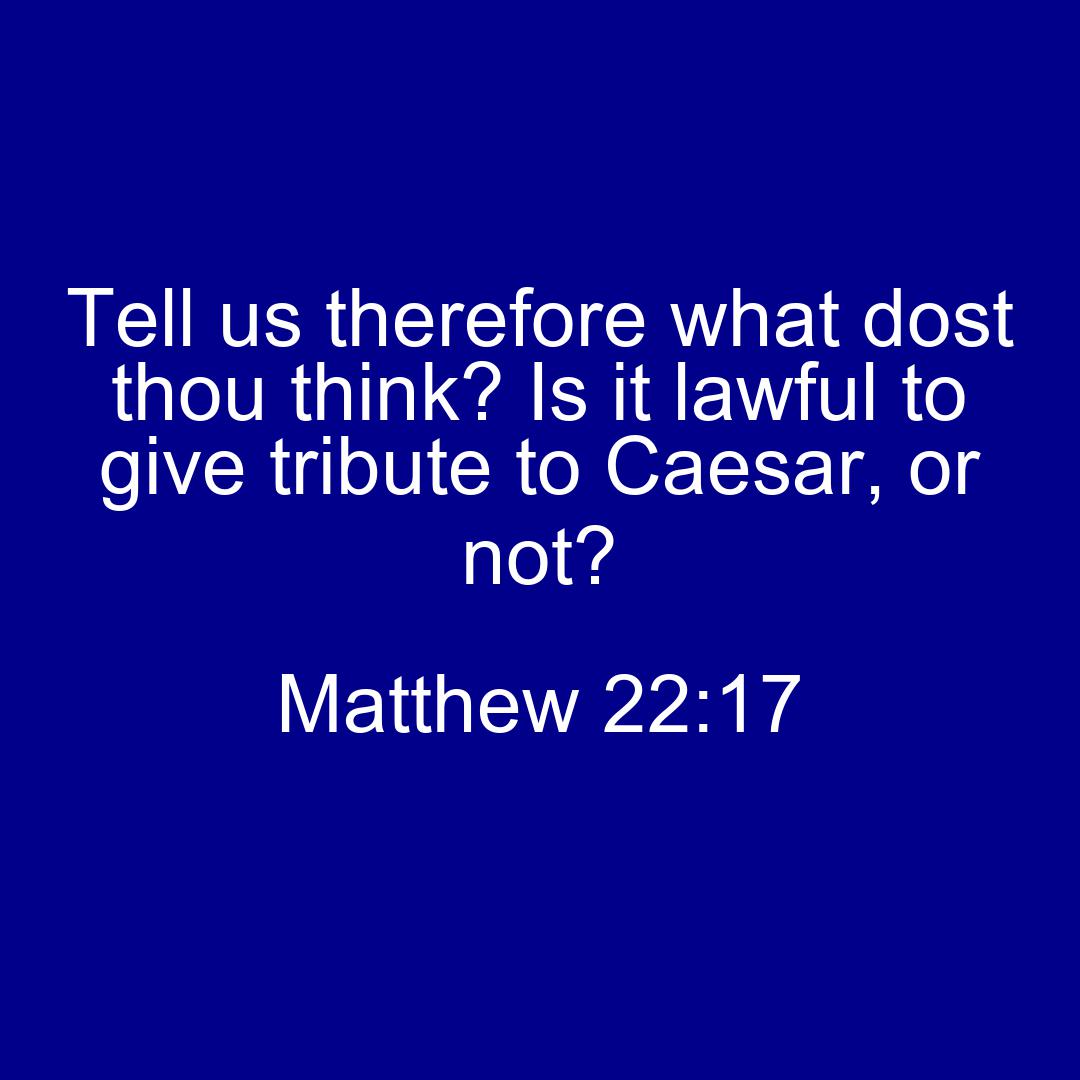 Tell us therefore what dost
thou think? Is it lawful to
give tribute to Caesar, or
not?
Matthew 22:17